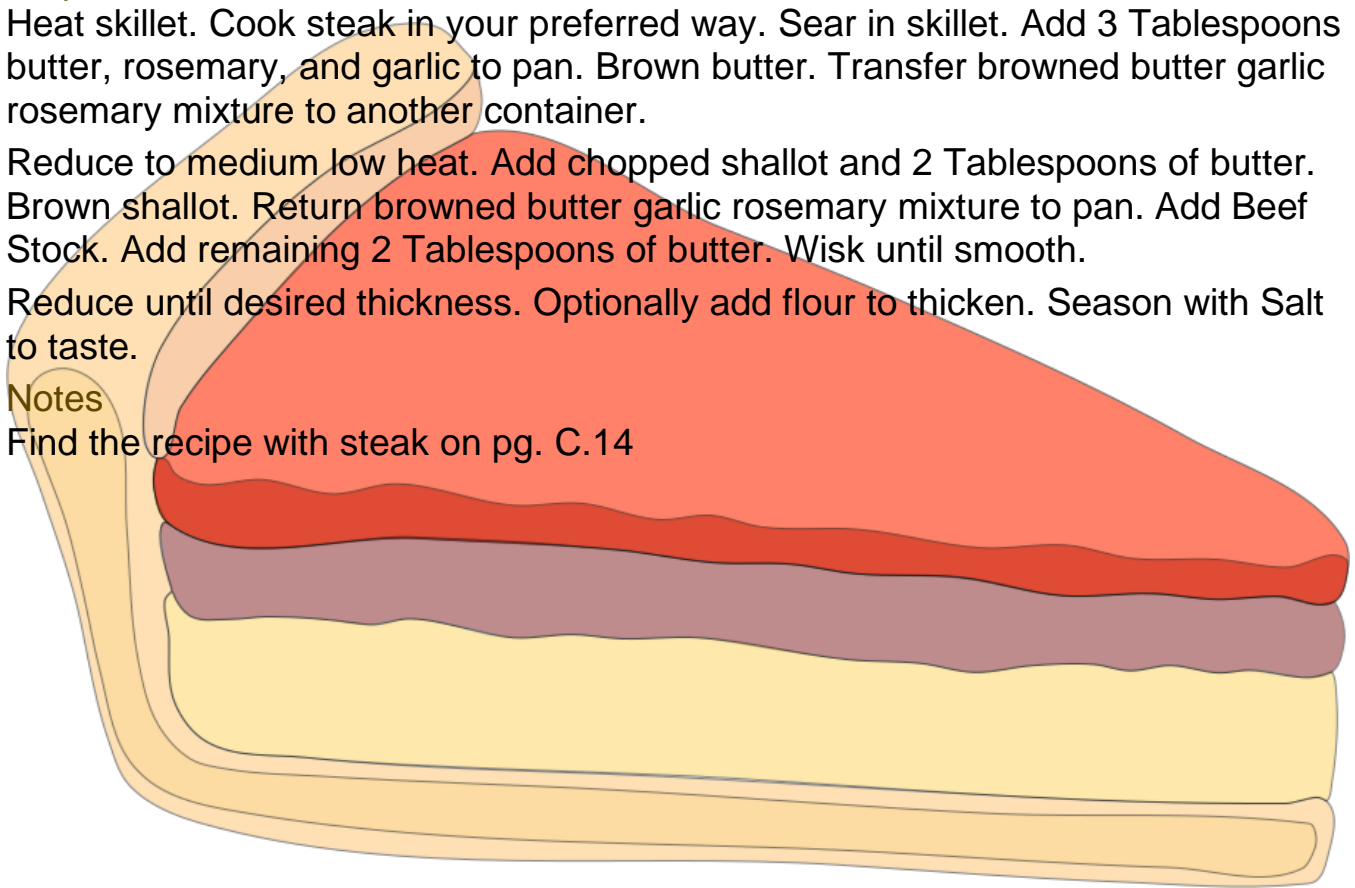 Heat skillet. Cook steak in your preferred way. Sear in skillet. Add 3 Tablespoons
butter, rosemary, and garlic to pan. Brown butter. Transfer browned butter garlic
rosemary mixture to another container.
Reduce to medium low heat. Add chopped shallot and 2 Tablespoons of butter.
Brown shallot. Return browned butter garlic rosemary mixture to pan. Add Beef
Stock. Add remaining 2 Tablespoons of butter. Wisk until smooth.
Reduce until desired thickness. Optionally add flour to thicken. Season with Salt
to taste.
Notes
Find the recipe with steak on pg. C.14